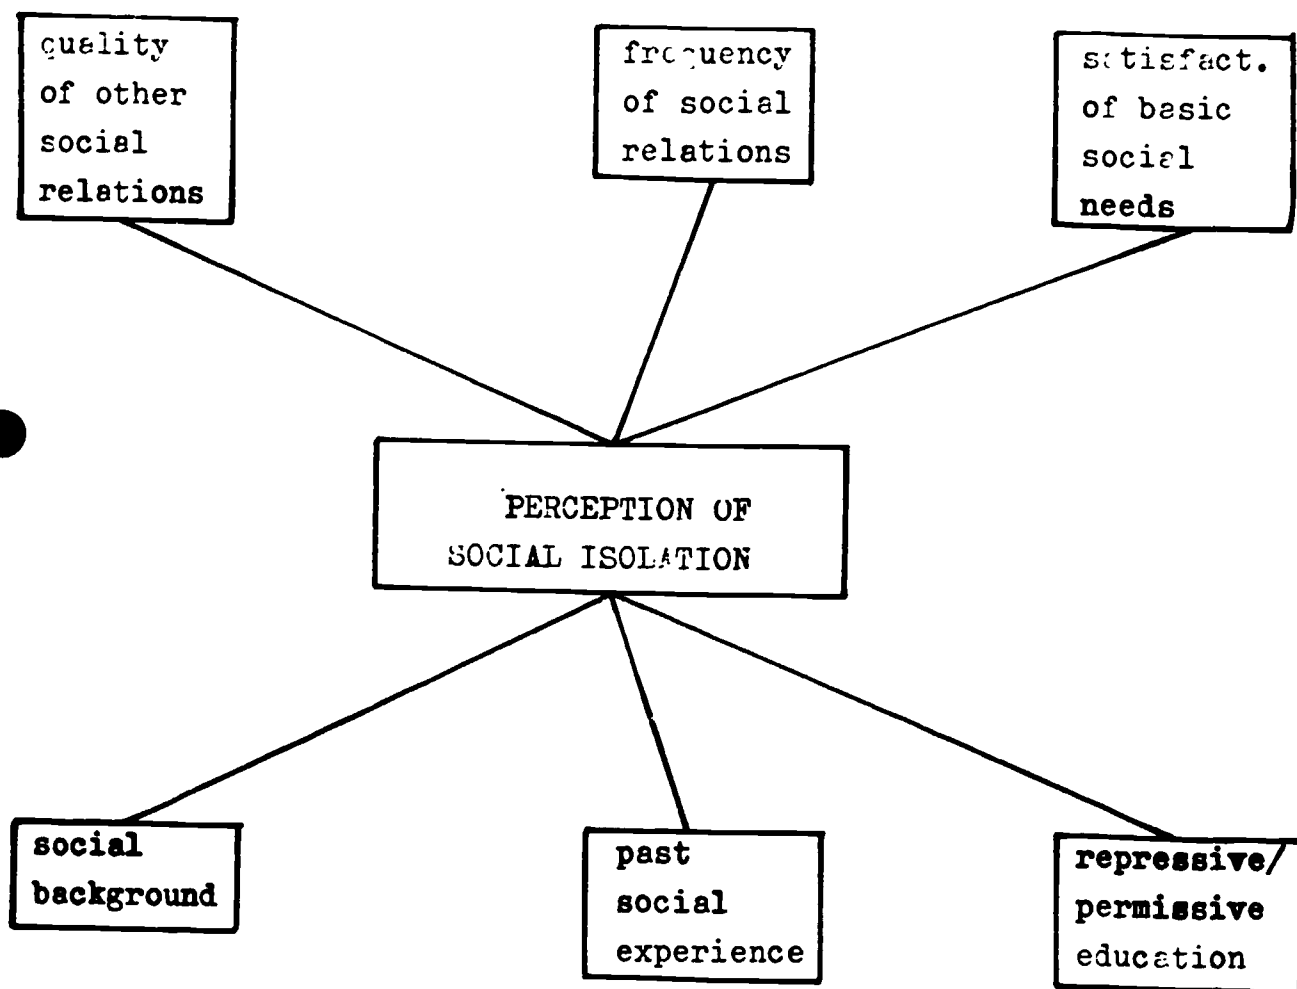 quality
of other
social
relations
frequency
of social
relations
satisfact.
of basic
social
needs
PERCEPTION OF
SOCIAL ISOLATION
social
background
past
social
experience
repressive/
permissive
education